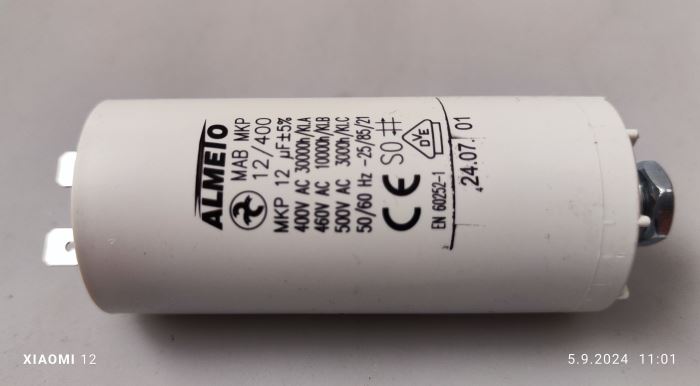 ALMEIO
MAB MKP
12/400
MKP 12 µF±5%
400V AC 30000h/KLA
460V AC 10000h/KLB
500V AC 3000h/KLC
50/60 Hz -25/85/21
CE S0 #
EN 60252-1 VDE
24.07 01
XIAOMI 12
5.9.2024 11:01